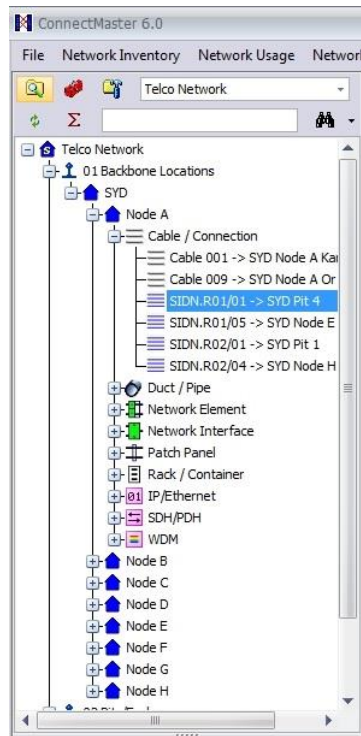 ConnectMaster 6.0
File Network Inventory Network Usage Networ
Telco Network
Σ
Telco Network
01 Backbone Locations
SYD
Node A
Cable / Connection
Cable 001 -> SYD Node A Kar
Cable 009 -> SYD Node A Or
SIDN.R01/01 -> SYD Pit 4
SIDN.R01/05 -> SYD Node E
SIDN.R02/01 -> SYD Pit 1
SIDN.R02/04 -> SYD Node H
Duct / Pipe
Network Element
Network Interface
Patch Panel
Rack / Container
01 IP/Ethernet
SDH/PDH
WDM
Node B
Node C
Node D
Node E
Node F
Node G
Node H